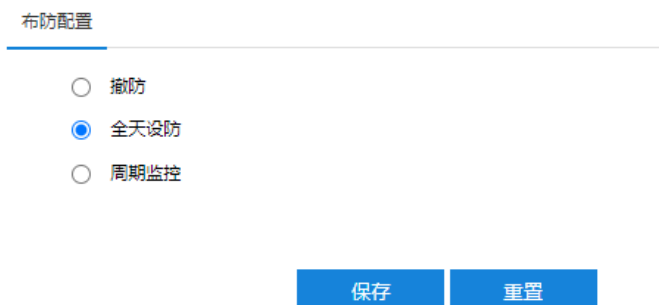 布防配置
撤防
全天设防
周期监控
保存 重置